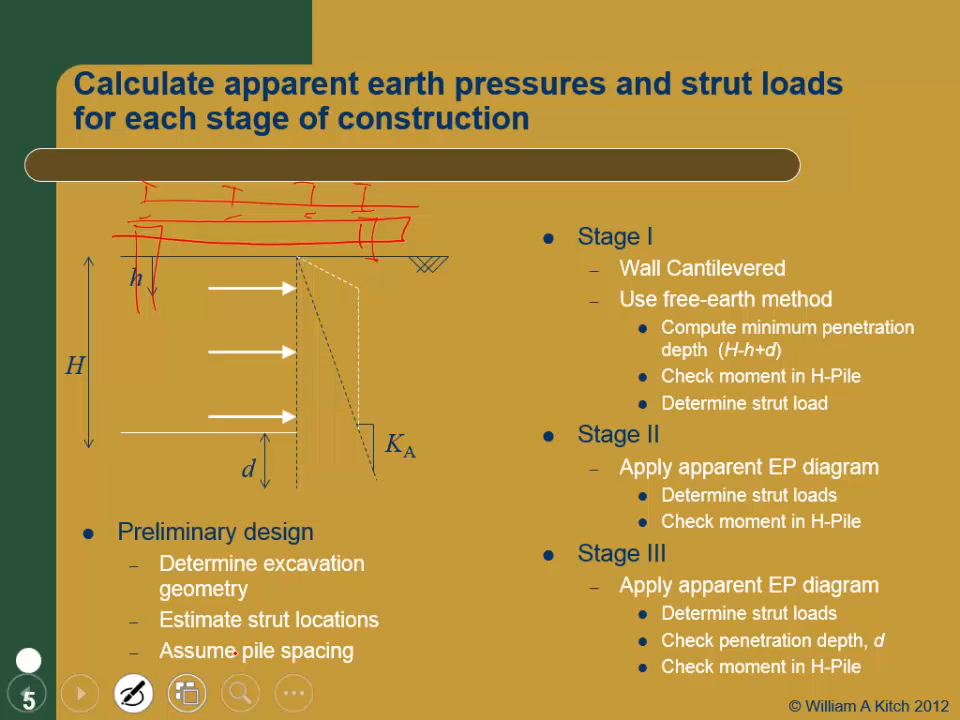 Calculate apparent earth pressures and strut loads
for each stage of construction
h
H
d
KA
● Preliminary design
– Determine excavation
geometry
– Estimate strut locations
– Assume pile spacing
● Stage I
– Wall Cantilevered
– Use free-earth method
● Compute minimum penetration
depth (H-h+d)
● Check moment in H-Pile
● Determine strut load
● Stage II
– Apply apparent EP diagram
● Determine strut loads
● Check moment in H-Pile
● Stage III
– Apply apparent EP diagram
● Determine strut loads
● Check penetration depth, d
● Check moment in H-Pile
5
© William A Kitch 2012